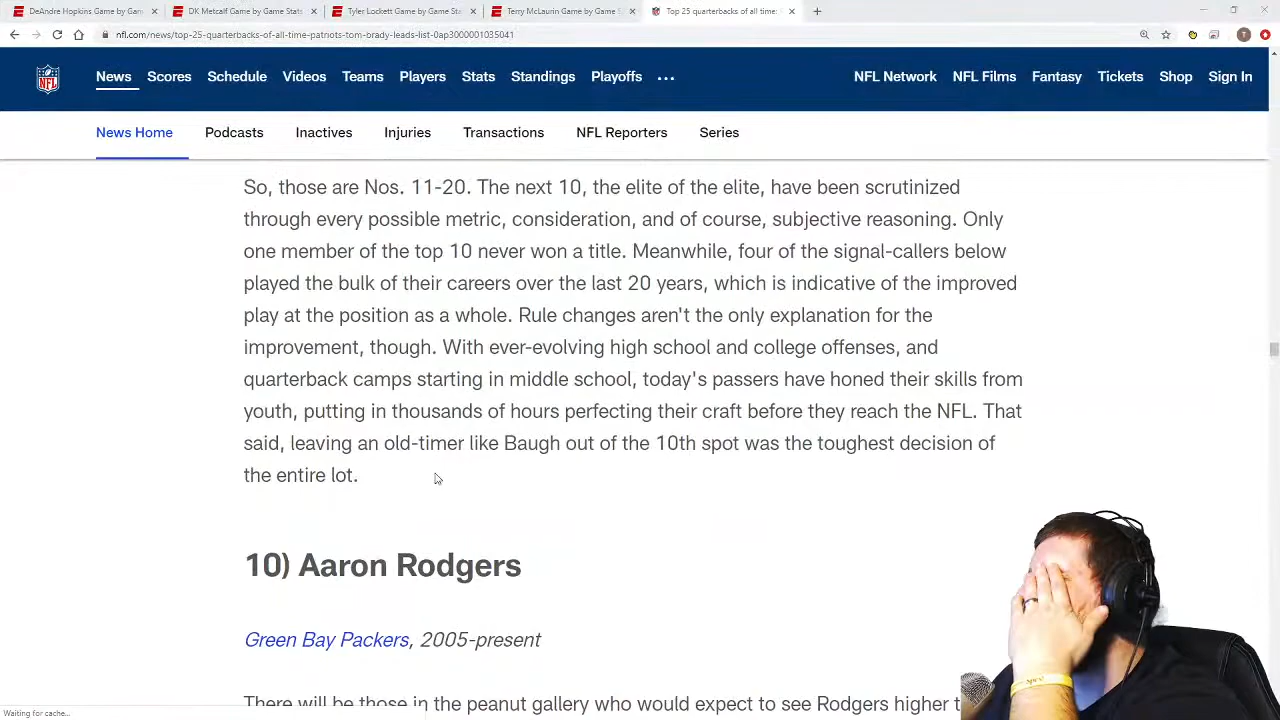 DeAndre Hopkins Game by Gam
DK Metcalf Game by Game Stats
Tyler Lockett Game by Game Sta
Terry McLaurin Game by Game S
Top 25 quarterbacks of all time:
nfl.com/news/top-25-quarterbacks-of-all-time-patriots-tom-brady-leads-list-0ap3000001035041
T
NFL
News Scores Schedule Videos Teams Players Stats Standings Playoffs ... NFL Network NFL Films Fantasy Tickets Shop Sign In
News Home Podcasts Inactives Injuries Transactions NFL Reporters Series
So, those are Nos. 11-20. The next 10, the elite of the elite, have been scrutinized
through every possible metric, consideration, and of course, subjective reasoning. Only
one member of the top 10 never won a title. Meanwhile, four of the signal-callers below
played the bulk of their careers over the last 20 years, which is indicative of the improved
play at the position as a whole. Rule changes aren't the only explanation for the
improvement, though. With ever-evolving high school and college offenses, and
quarterback camps starting in middle school, today's passers have honed their skills from
youth, putting in thousands of hours perfecting their craft before they reach the NFL. That
said, leaving an old-timer like Baugh out of the 10th spot was the toughest decision of
the entire lot.
10) Aaron Rodgers
Green Bay Packers, 2005-present
There will be those in the peanut gallery who would expect to see Rodgers higher t
Waiting for cache...